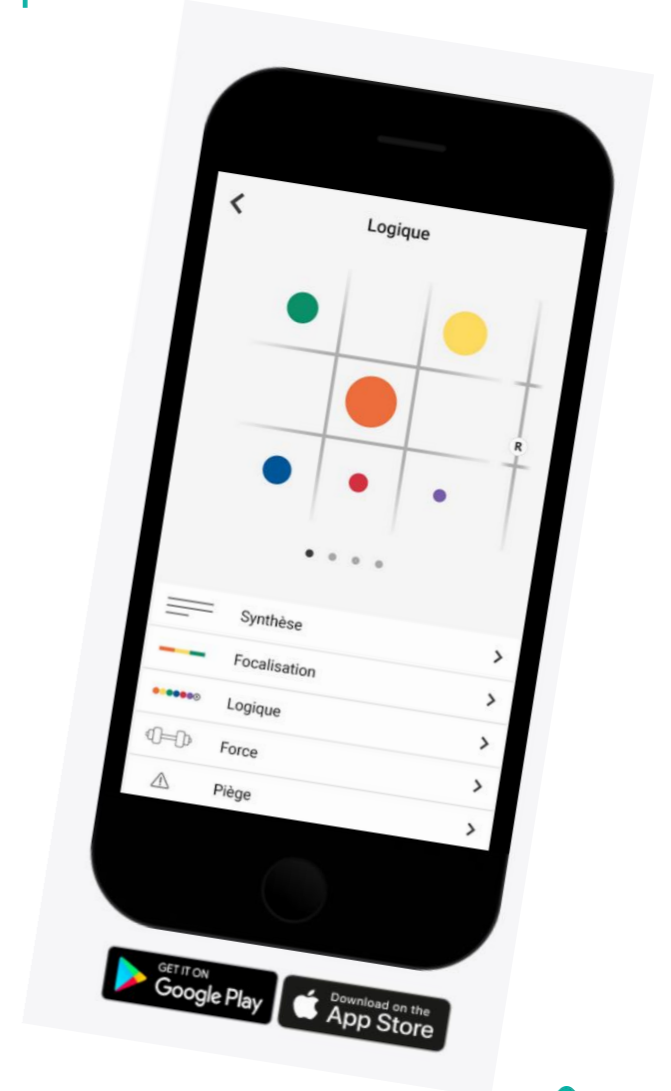 Logique
R
Synthèse
Focalisation
Logique
Force
Piège
GET IT ON
Google Play
Download on the
App Store